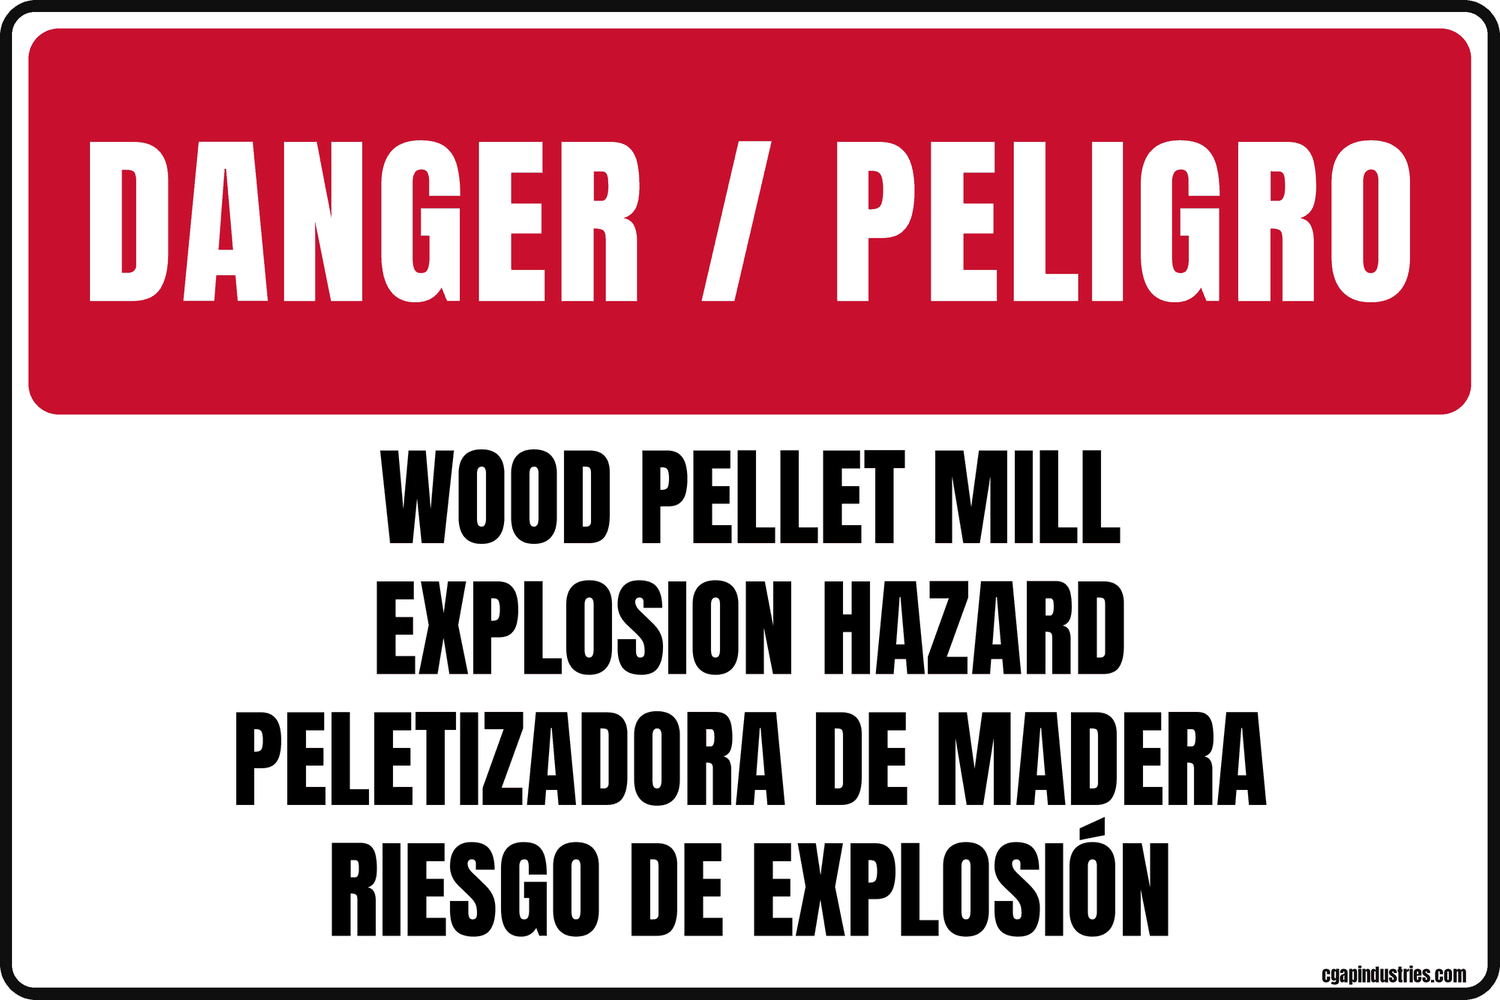 DANGER / PELIGRO
WOOD PELLET MILL
EXPLOSION HAZARD
PELETIZADORA DE MADERA
RIESGO DE EXPLOSIÓN
cgapindustries.com